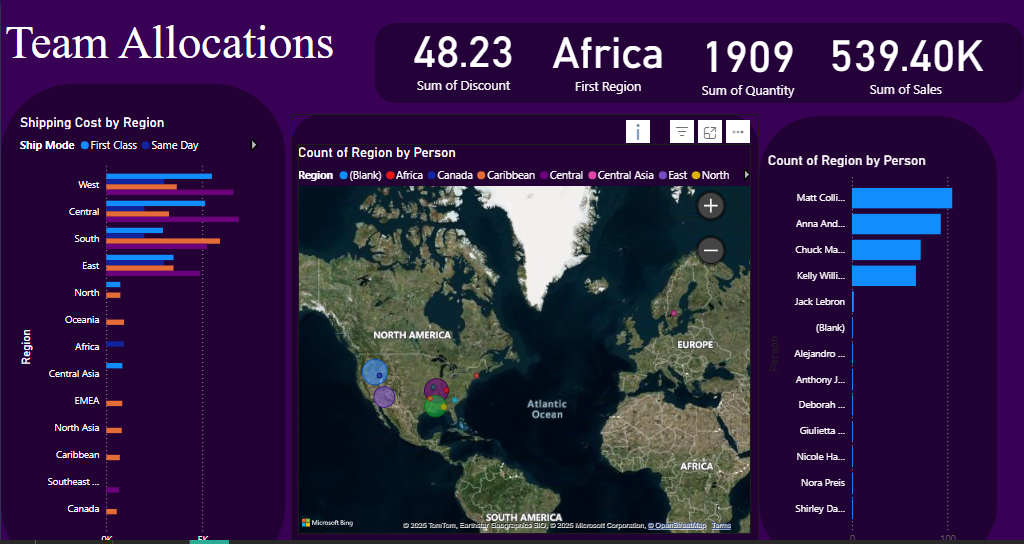 Team Allocations
48.23
Sum of Discount
Africa
First Region
1909
Sum of Quantity
539.40K
Sum of Sales
Shipping Cost by Region
Ship Mode First Class Same Day
West
Central
South
East
North
Oceania
Africa
Central Asia
EMEA
North Asia
Caribbean
Southeast ...
Canada
Region
0K 5K
Count of Region by Person
Region (Blank) Africa Canada Caribbean Central Central Asia East North
NORTH AMERICA
EUROPE
Atlantic
Ocean
AFRICA
SOUTH AMERICA
Microsoft Bing
© 2025 TomTom, Earthstar Geographics SIO, © 2025 Microsoft Corporation, © OpenStreetMap Terms
Count of Region by Person
Matt Colli...
Anna And...
Chuck Ma...
Kelly Willi...
Jack Lebron
(Blank)
Alejandro ...
Anthony J...
Deborah ...
Giulietta ...
Nicole Ha...
Nora Preis
Shirley Da...
Person
0 100